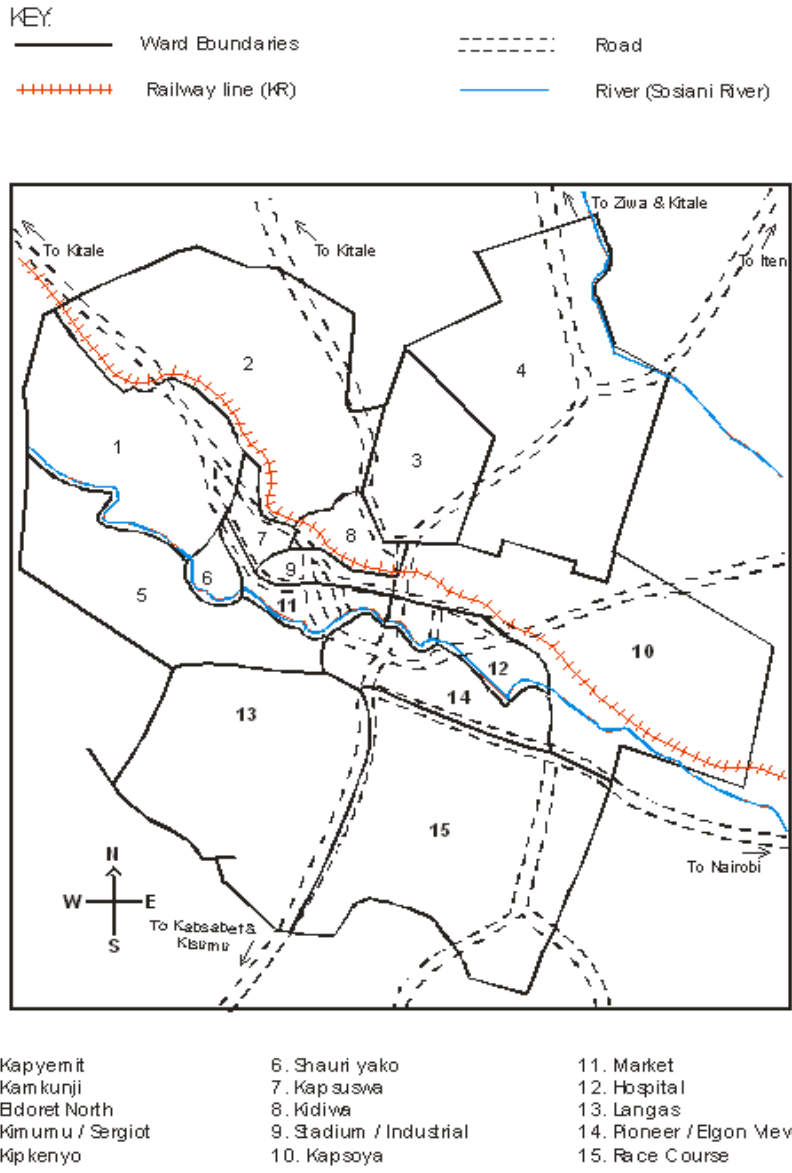 KEY:
Ward Boundaries
Road
Railway line (KR)
River (Sosiani River)
To Ziwa & Kitale
To Kitale
To Kitale
To Iten
2
4
1
3
8
7
9
6
5
11
10
12
14
13
15
N
W E
S
To Nairobi
To Kabsabet &
Kisumu
Kapyemit
Kamkunji
Eldoret North
Kimumu / Sergiot
Kipkenyo
6. Shauri yako
7. Kapsuswa
8. Kidiwa
9. Stadium / Industrial
10. Kapsoya
11. Market
12. Hospital
13. Langas
14. Pioneer / Elgon View
15. Race Course